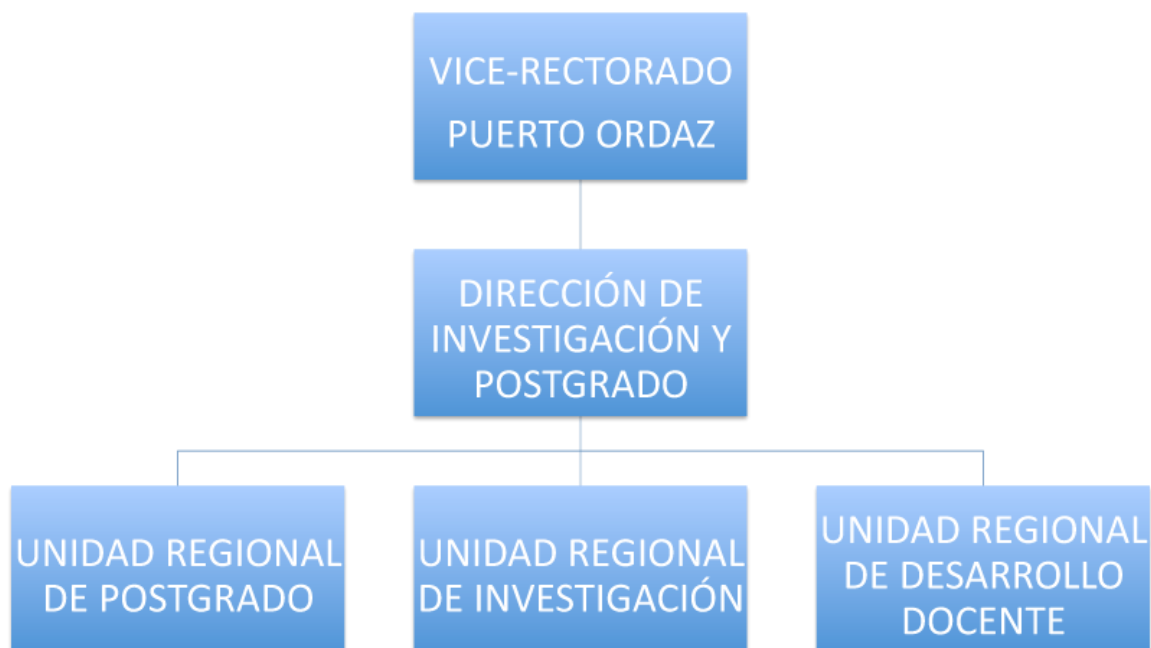 VICE-RECTORADO
PUERTO ORDAZ
DIRECCIÓN DE
INVESTIGACIÓN Y
POSTGRADO
UNIDAD REGIONAL
DE POSTGRADO
UNIDAD REGIONAL
DE INVESTIGACIÓN
UNIDAD REGIONAL
DE DESARROLLO
DOCENTE